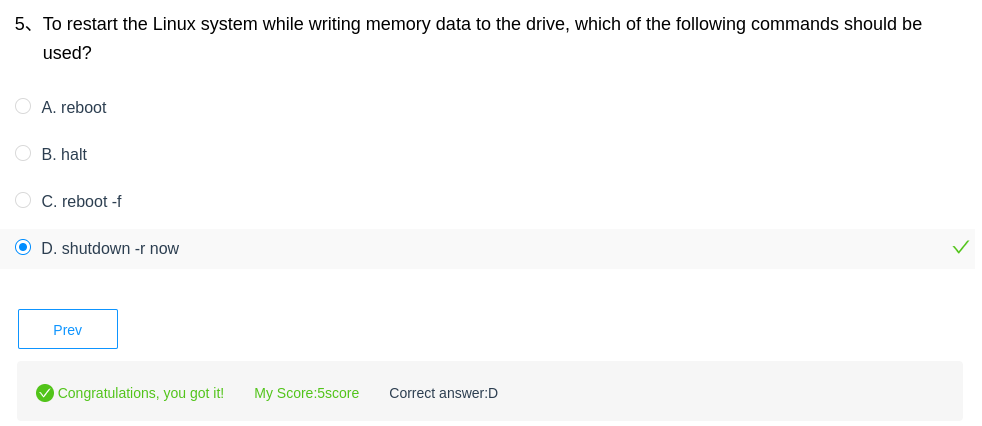 5、To restart the Linux system while writing memory data to the drive, which of the following commands should be
used?
A. reboot
B. halt
C. reboot -f
D. shutdown -r now
Prev
Congratulations, you got it! My Score:5score Correct answer:D